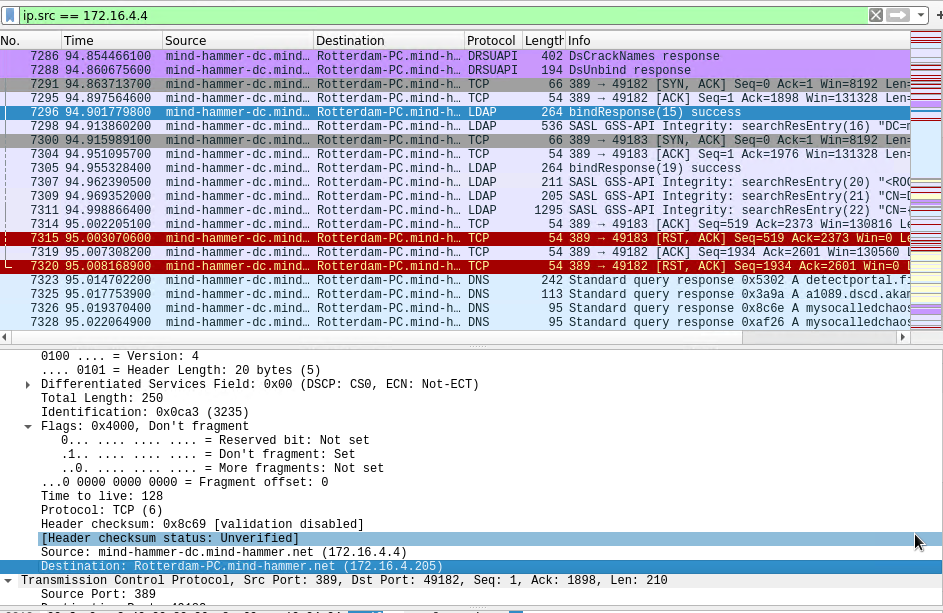 ip.src == 172.16.4.4
No. Time Source Destination Protocol Length Info
7286 94.854466100 mind-hammer-dc.mind… Rotterdam-PC.mind-h… DRSUAPI 402 DsCrackNames response
7288 94.860675600 mind-hammer-dc.mind… Rotterdam-PC.mind-h… DRSUAPI 194 DsUnbind response
7291 94.863713700 mind-hammer-dc.mind… Rotterdam-PC.mind-h… TCP 66 389 → 49182 [SYN, ACK] Seq=0 Ack=1 Win=8192 Len=
7295 94.897564100 mind-hammer-dc.mind… Rotterdam-PC.mind-h… TCP 54 389 → 49182 [ACK] Seq=1 Ack=1898 Win=131328 Len=
7296 94.901779800 mind-hammer-dc.mind… Rotterdam-PC.mind-h… LDAP 264 bindResponse(15) success
7298 94.913860200 mind-hammer-dc.mind… Rotterdam-PC.mind-h… LDAP 536 SASL GSS-API Integrity: searchResEntry(16) "DC=m
7300 94.915989100 mind-hammer-dc.mind… Rotterdam-PC.mind-h… TCP 66 389 → 49183 [SYN, ACK] Seq=0 Ack=1 Win=8192 Len=
7304 94.951095700 mind-hammer-dc.mind… Rotterdam-PC.mind-h… TCP 54 389 → 49183 [ACK] Seq=1 Ack=1976 Win=131328 Len=
7305 94.955328400 mind-hammer-dc.mind… Rotterdam-PC.mind-h… LDAP 264 bindResponse(19) success
7307 94.962390500 mind-hammer-dc.mind… Rotterdam-PC.mind-h… LDAP 211 SASL GSS-API Integrity: searchResEntry(20) "<ROO
7309 94.969352000 mind-hammer-dc.mind… Rotterdam-PC.mind-h… LDAP 205 SASL GSS-API Integrity: searchResEntry(21) "CN=D
7311 94.998866400 mind-hammer-dc.mind… Rotterdam-PC.mind-h… LDAP 1295 SASL GSS-API Integrity: searchResEntry(22) "CN={
7314 95.002205100 mind-hammer-dc.mind… Rotterdam-PC.mind-h… TCP 54 389 → 49183 [ACK] Seq=519 Ack=2373 Win=130816 L
7315 95.003070600 mind-hammer-dc.mind… Rotterdam-PC.mind-h… TCP 54 389 → 49183 [RST, ACK] Seq=519 Ack=2373 Win=0 Le
7319 95.007308200 mind-hammer-dc.mind… Rotterdam-PC.mind-h… TCP 54 389 → 49182 [ACK] Seq=1934 Ack=2601 Win=130560
7320 95.008168900 mind-hammer-dc.mind… Rotterdam-PC.mind-h… TCP 54 389 → 49182 [RST, ACK] Seq=1934 Ack=2601 Win=0 L
7323 95.014702200 mind-hammer-dc.mind… Rotterdam-PC.mind-h… DNS 242 Standard query response 0x5302 A detectportal.fi
7325 95.017753900 mind-hammer-dc.mind… Rotterdam-PC.mind-h… DNS 113 Standard query response 0x3a9a A a1089.dscd.akam
7326 95.019370400 mind-hammer-dc.mind… Rotterdam-PC.mind-h… DNS 95 Standard query response 0x8c6e A mysocalledchaos
7328 95.022064900 mind-hammer-dc.mind… Rotterdam-PC.mind-h… DNS 95 Standard query response 0xaf26 A mysocalledchaos
0100 .... = Version: 4
.... 0101 = Header Length: 20 bytes (5)
Differentiated Services Field: 0x00 (DSCP: CS0, ECN: Not-ECT)
Total Length: 250
Identification: 0x0ca3 (3235)
Flags: 0x4000, Don't fragment
0... .... .... .... = Reserved bit: Not set
.1.. .... .... .... = Don't fragment: Set
..0. .... .... .... = More fragments: Not set
...0 0000 0000 0000 = Fragment offset: 0
Time to live: 128
Protocol: TCP (6)
Header checksum: 0x8c69 [validation disabled]
[Header checksum status: Unverified]
Source: mind-hammer-dc.mind-hammer.net (172.16.4.4)
Destination: Rotterdam-PC.mind-hammer.net (172.16.4.205)
Transmission Control Protocol, Src Port: 389, Dst Port: 49182, Seq: 1, Ack: 1898, Len: 210
Source Port: 389